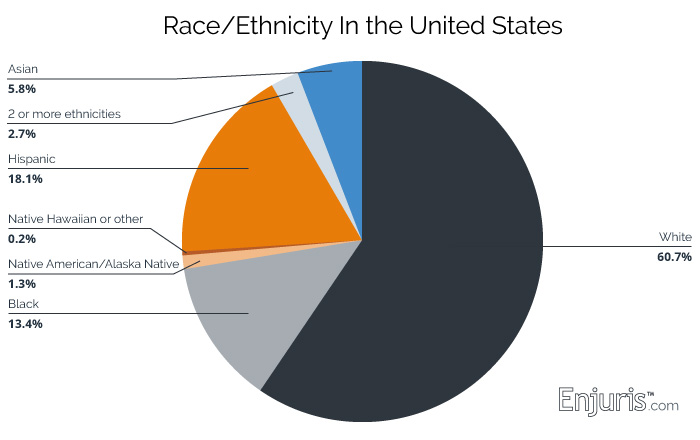 Race/Ethnicity In the United States
Asian
5.8%
2 or more ethnicities
2.7%
Hispanic
18.1%
Native Hawaiian or other
0.2%
Native American/Alaska Native
1.3%
Black
13.4%
White
60.7%
Enjuris™.com